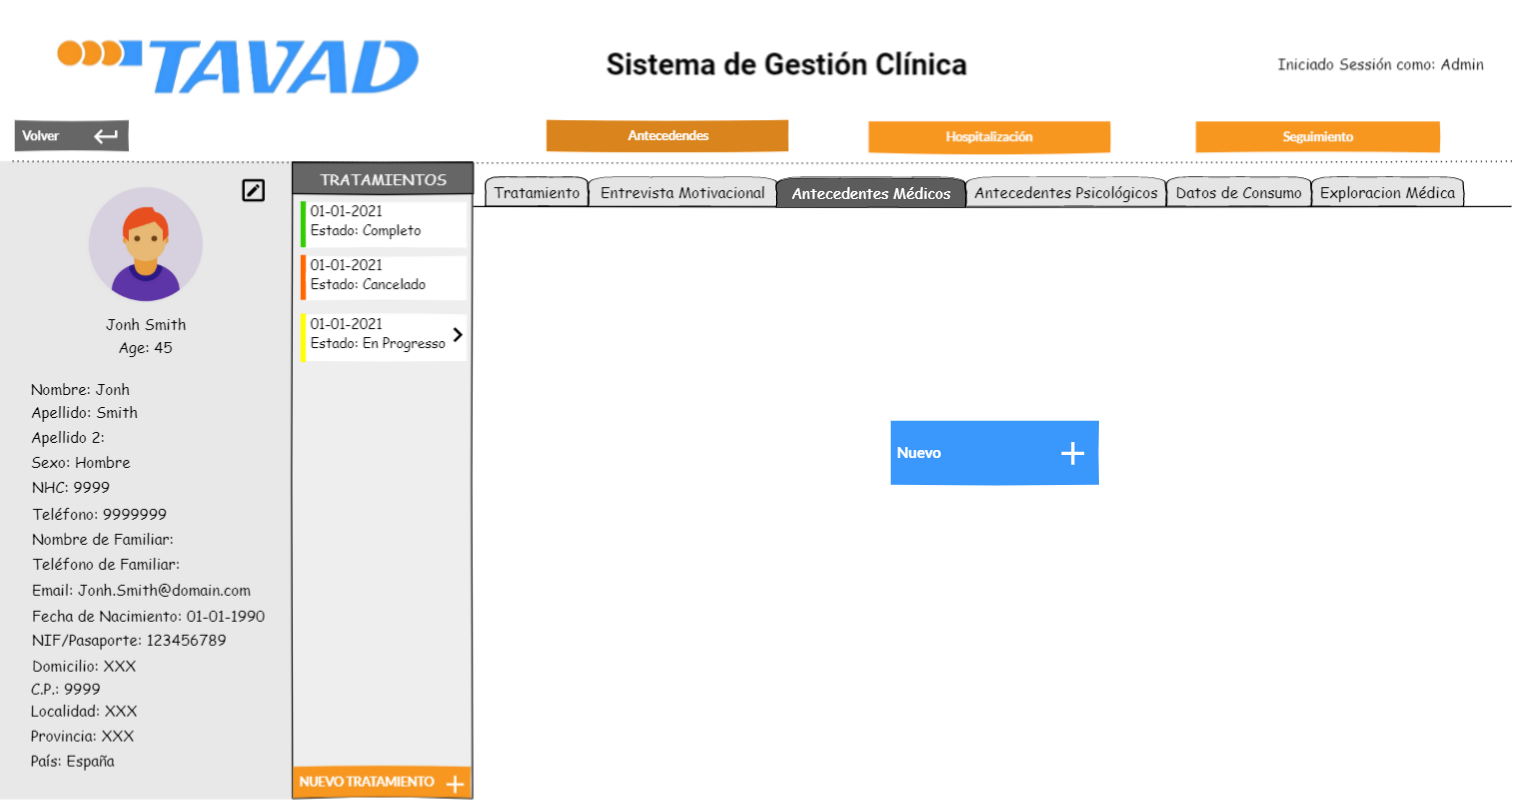 TAVAD
Sistema de Gestión Clínica
Iniciado Sessión como: Admin
Volver
Antecedendes
Hospitalización
Seguimiento
Jonh Smith
Age: 45
Nombre: Jonh
Apellido: Smith
Apellido 2:
Sexo: Hombre
NHC: 9999
Teléfono: 9999999
Nombre de Familiar:
Teléfono de Familiar:
Email: Jonh.Smith@domain.com
Fecha de Nacimiento: 01-01-1990
NIF/Pasaporte: 123456789
Domicilio: XXX
C.P.: 9999
Localidad: XXX
Provincia: XXX
País: España
TRATAMIENTOS
01-01-2021
Estado: Completo
01-01-2021
Estado: Cancelado
01-01-2021
Estado: En Progresso
NUEVO TRATAMIENTO
Tratamiento
Entrevista Motivacional
Antecedentes Médicos
Antecedentes Psicológicos
Datos de Consumo
Exploracion Médica
Nuevo